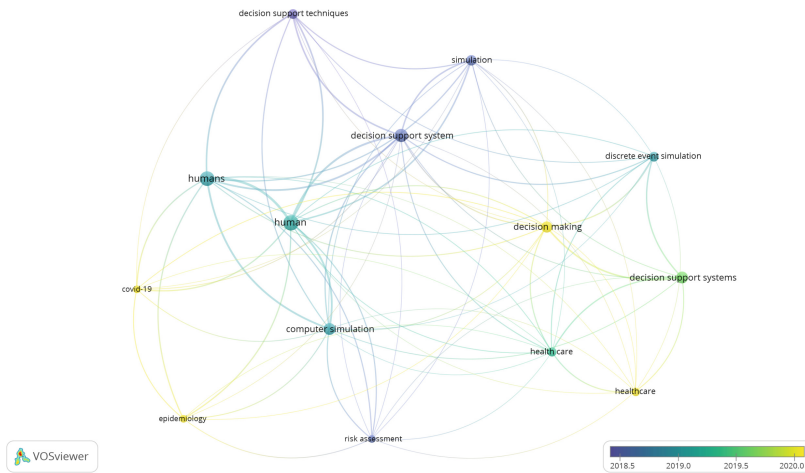 decision support techniques
simulation
decision support system
discrete event simulation
humans
human
decision making
decision support systems
covid-19
computer simulation
health care
healthcare
epidemiology
risk assessment
VOSviewer
2018.5 2019.0 2019.5 2020.0